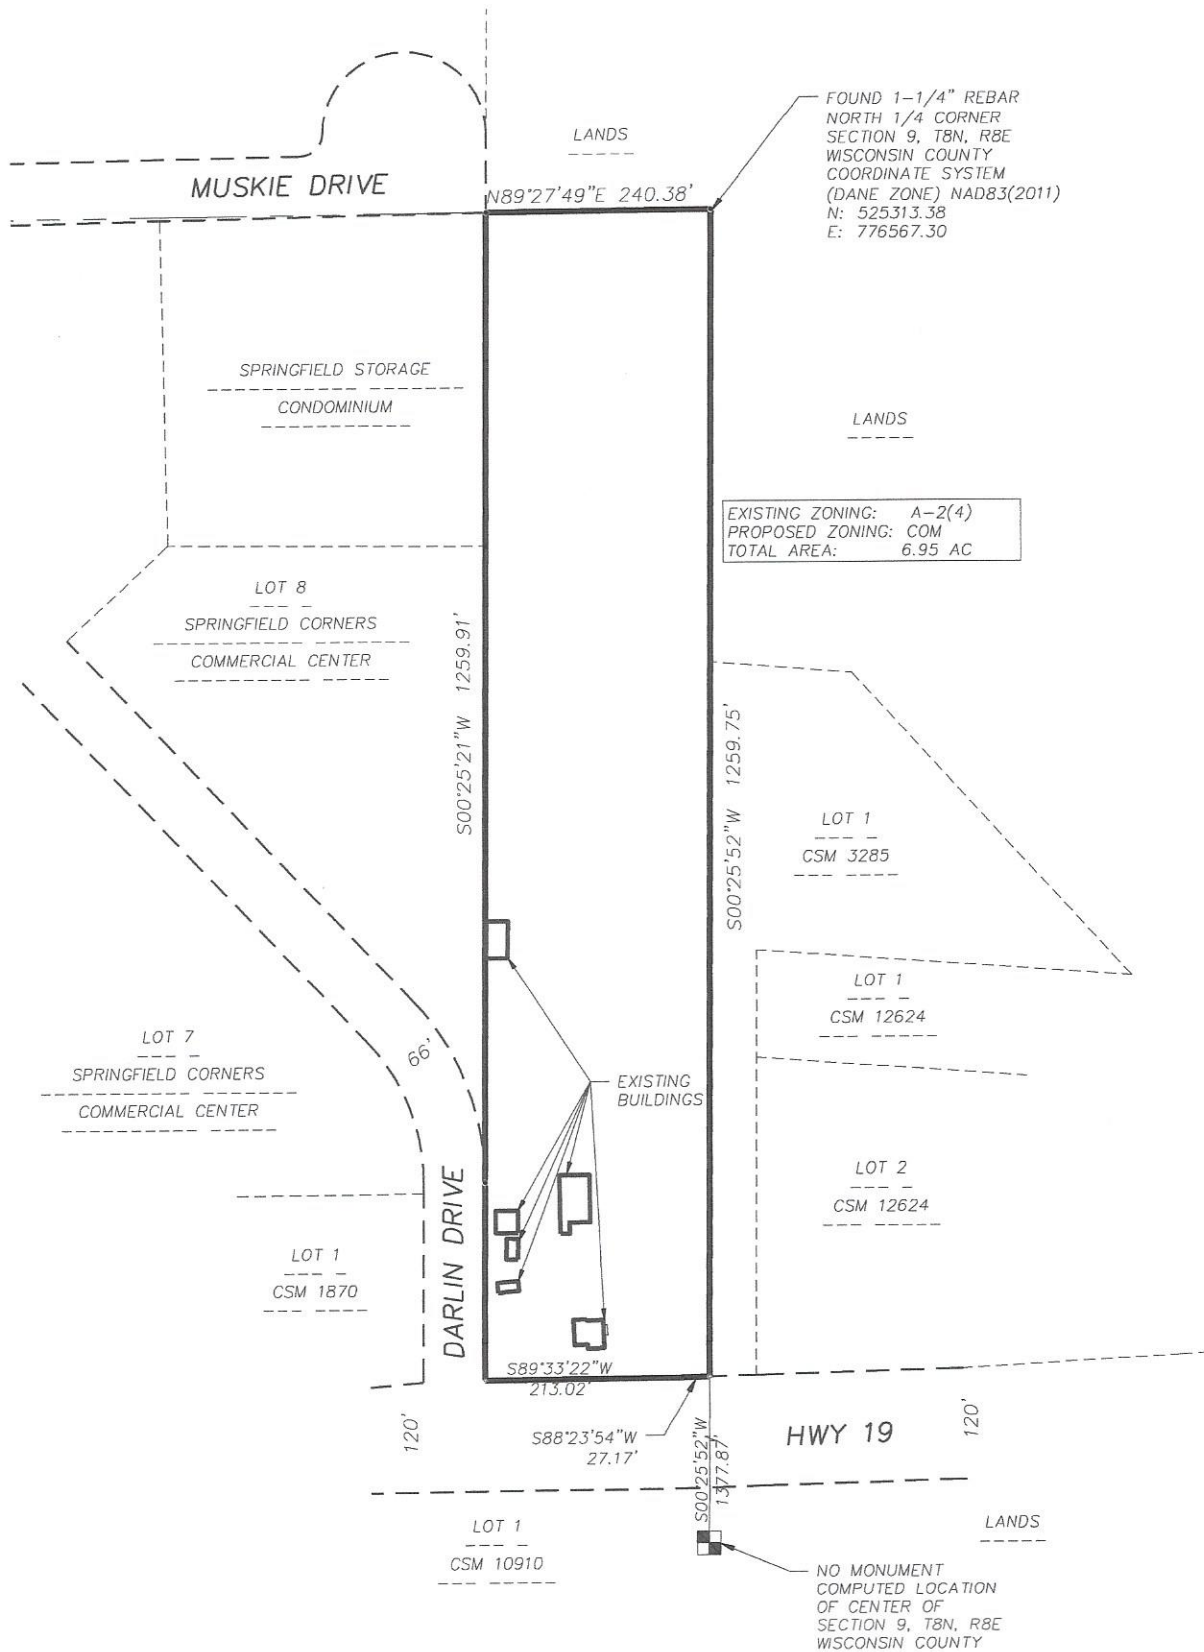 LANDS
FOUND 1-1/4" REBAR
NORTH 1/4 CORNER
SECTION 9, T8N, R8E
WISCONSIN COUNTY
COORDINATE SYSTEM
(DANE ZONE) NAD83(2011)
N: 525313.38
E: 776567.30
MUSKIE DRIVE
N89°27'49"E 240.38'
SPRINGFIELD STORAGE
CONDOMINIUM
LANDS
EXISTING ZONING: A-2(4)
PROPOSED ZONING: COM
TOTAL AREA: 6.95 AC
LOT 8
SPRINGFIELD CORNERS
COMMERCIAL CENTER
S00°25'21"W 1259.91'
S00°25'52"W 1259.75'
LOT 1
CSM 3285
LOT 1
CSM 12624
LOT 7
SPRINGFIELD CORNERS
COMMERCIAL CENTER
66'
EXISTING
BUILDINGS
LOT 2
CSM 12624
LOT 1
CSM 1870
DARLIN DRIVE
S89°33'22"W
213.02'
120'
S88°23'54"W
27.17'
S00°25'52"W
1377.87'
HWY 19
120'
LOT 1
CSM 10910
LANDS
NO MONUMENT
COMPUTED LOCATION
OF CENTER OF
SECTION 9, T8N, R8E
WISCONSIN COUNTY